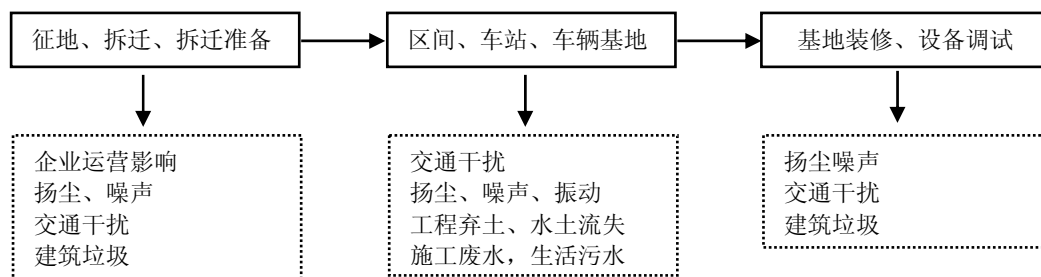 征地、拆迁、拆迁准备
区间、车站、车辆基地
基地装修、设备调试
企业运营影响
扬尘、噪声
交通干扰
建筑垃圾
交通干扰
扬尘、噪声、振动
工程弃土、水土流失
施工废水，生活污水
扬尘噪声
交通干扰
建筑垃圾